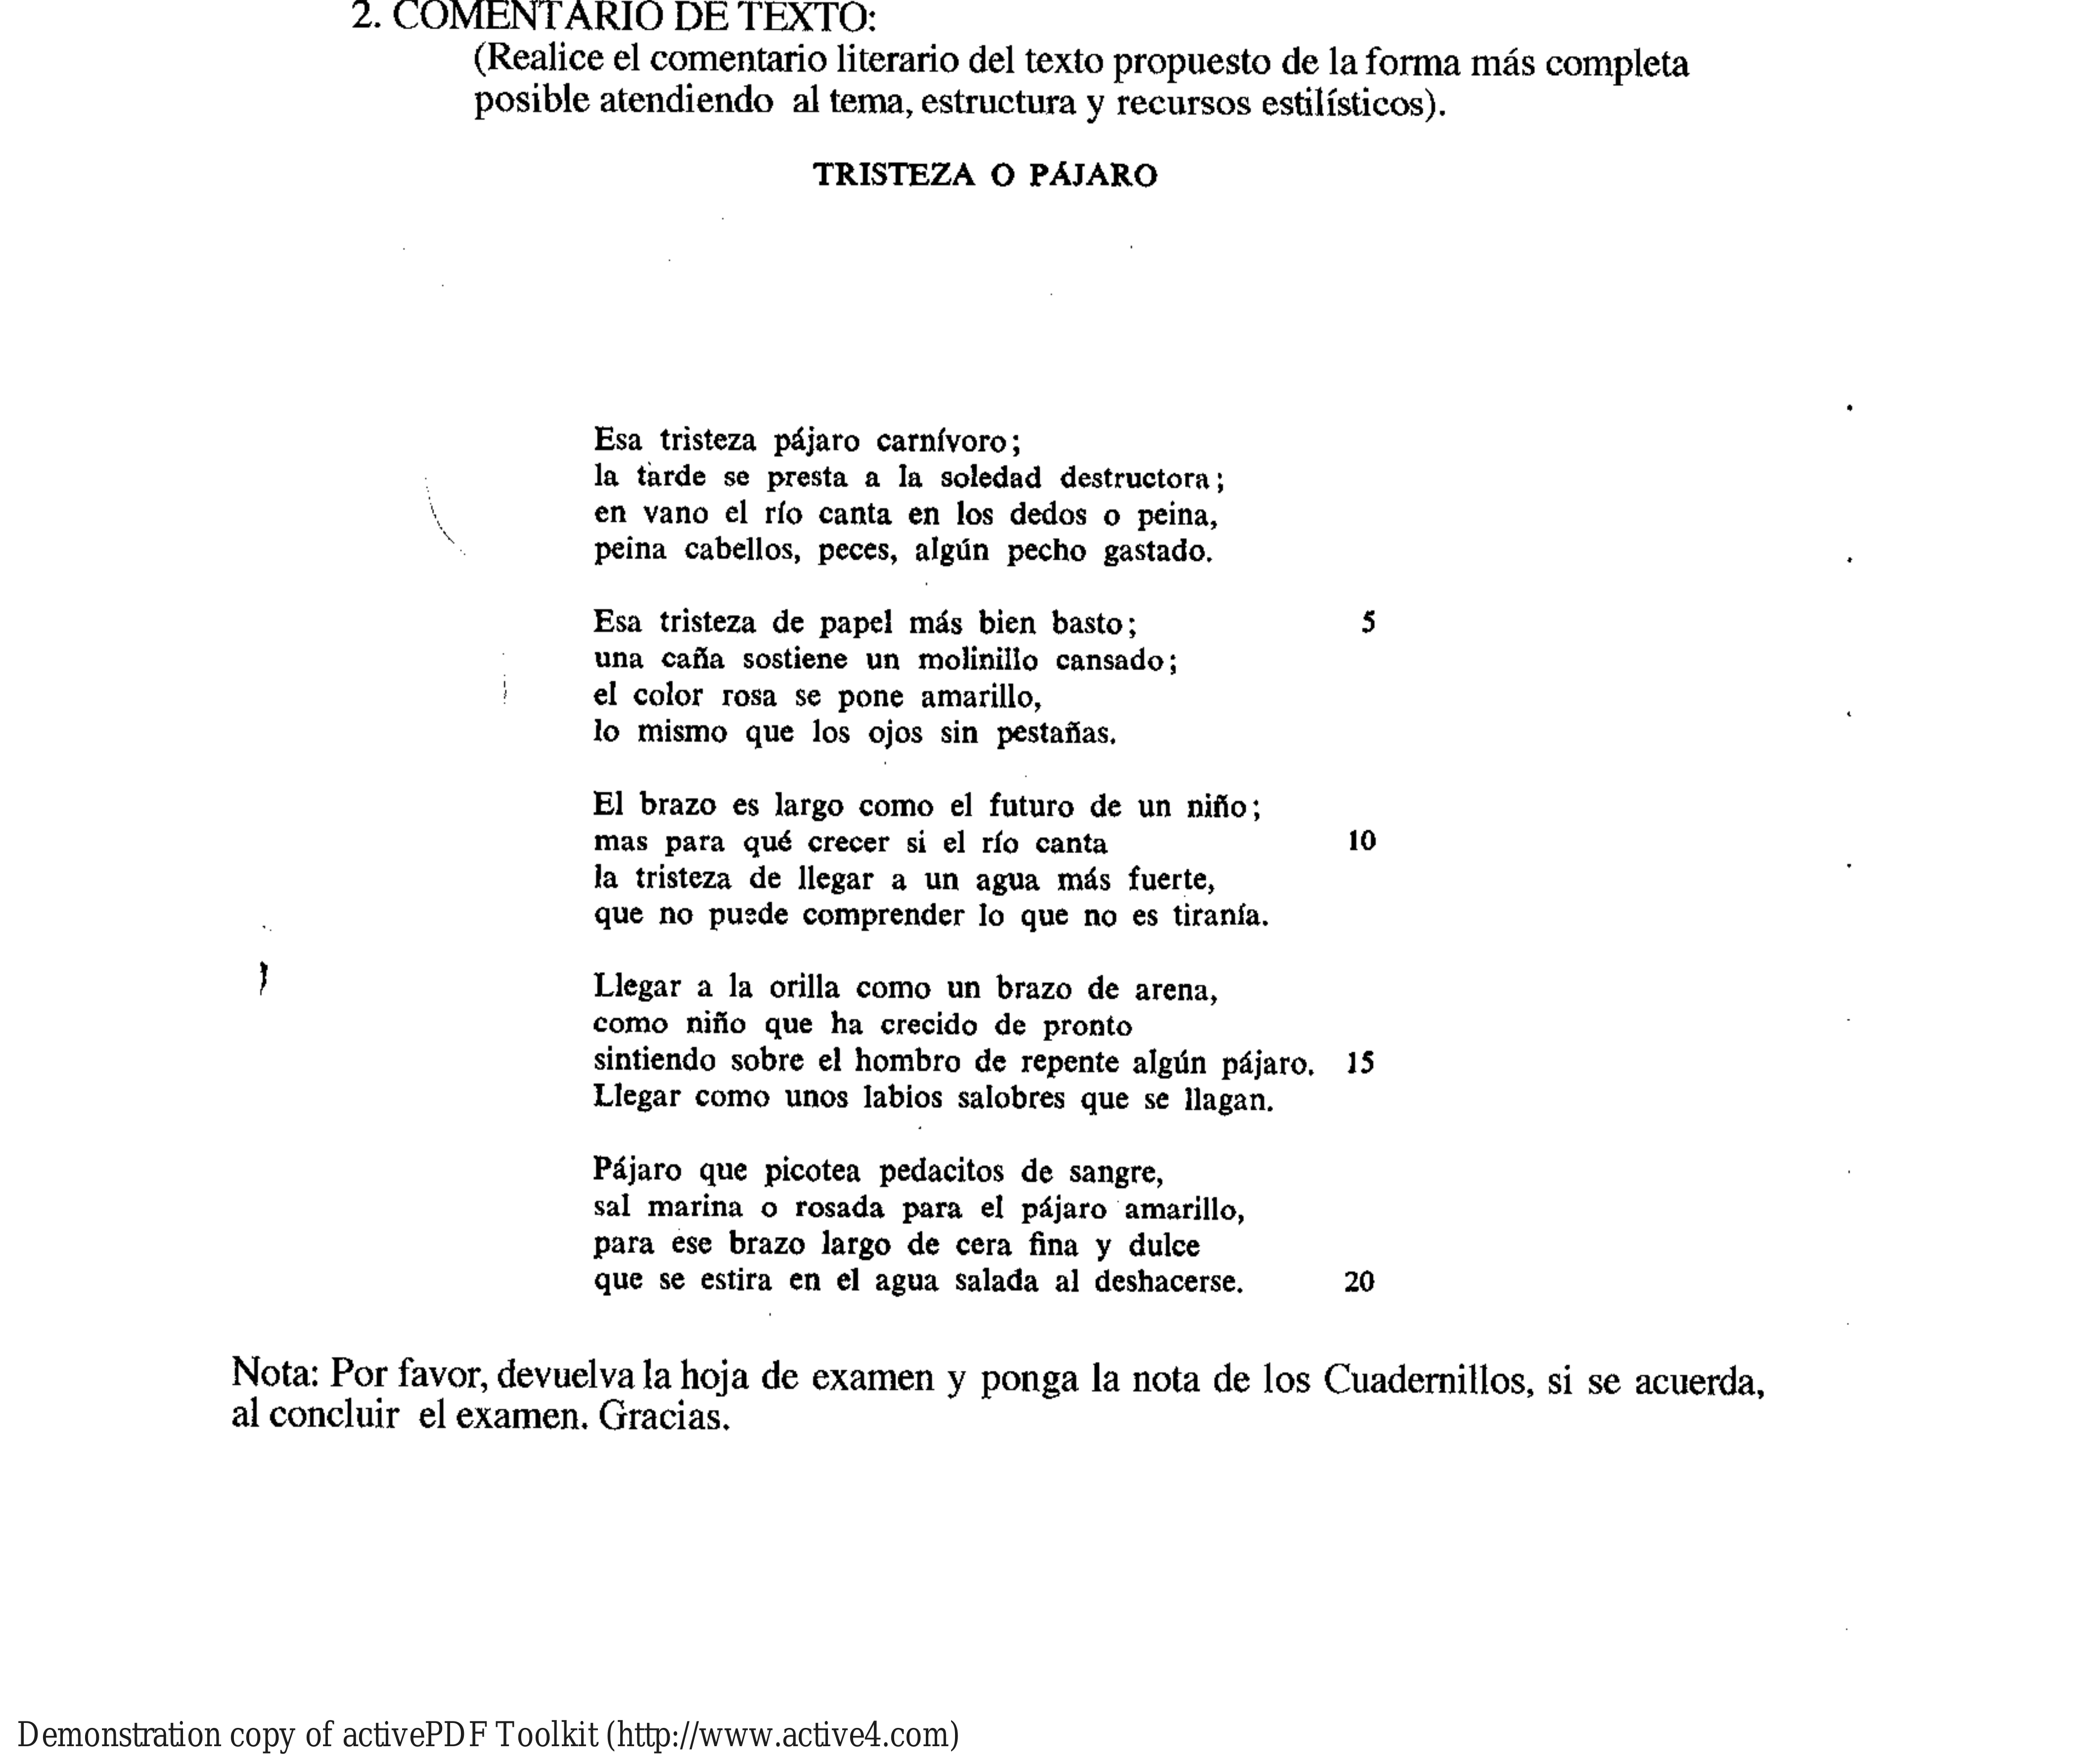 2. COMENTARIO DE TEXTO:
(Realice el comentario literario del texto propuesto de la forma más completa
posible atendiendo al tema, estructura y recursos estilísticos).
TRISTEZA O PÁJARO
Esa tristeza pájaro carnívoro;
la tarde se presta a la soledad destructora;
en vano el río canta en los dedos o peina,
peina cabellos, peces, algún pecho gastado.
Esa tristeza de papel más bien basto; 5
una caña sostiene un molinillo cansado;
el color rosa se pone amarillo,
lo mismo que los ojos sin pestañas.
El brazo es largo como el futuro de un niño;
mas para qué crecer si el río canta 10
la tristeza de llegar a un agua más fuerte,
que no puede comprender lo que no es tiranía.
Llegar a la orilla como un brazo de arena,
como niño que ha crecido de pronto
sintiendo sobre el hombro de repente algún pájaro. 15
Llegar como unos labios salobres que se llagan.
Pájaro que picotea pedacitos de sangre,
sal marina o rosada para el pájaro amarillo,
para ese brazo largo de cera fina y dulce
que se estira en el agua salada al deshacerse. 20
Nota: Por favor, devuelva la hoja de examen y ponga la nota de los Cuadernillos, si se acuerda,
al concluir el examen. Gracias.
Demonstration copy of activePDF Toolkit (http://www.active4.com)